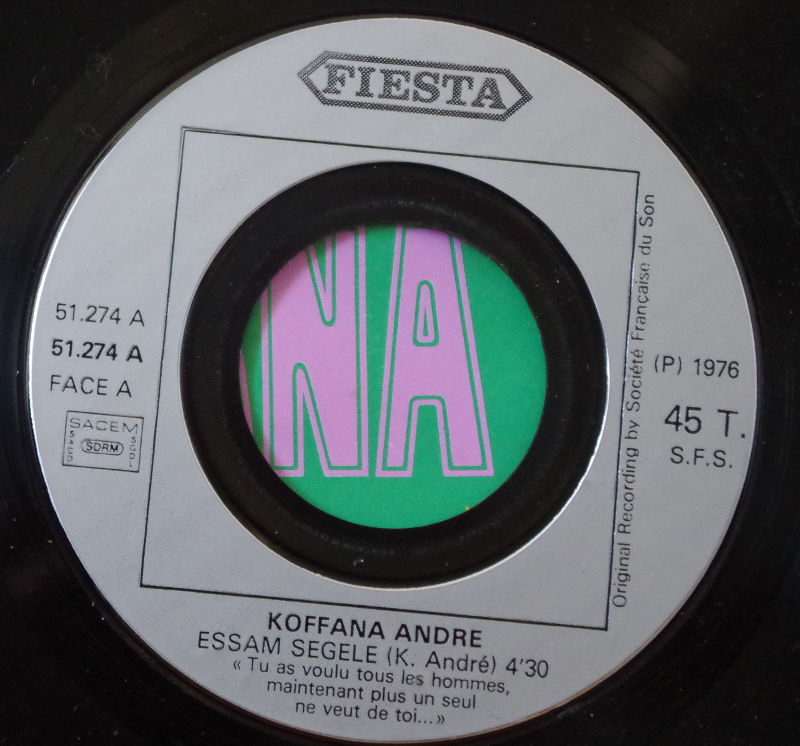 FIESTA
NA
51.274 A
51.274 A
FACE A
SACEM
SACD
SDRM
SGDL
(P) 1976
45 T.
S.F.S.
Original Recording by Société Française du Son
KOFFANA ANDRE
ESSAM SEGELE (K. André) 4'30
« Tu as voulu tous les hommes,
maintenant plus un seul
ne veut de toi...»